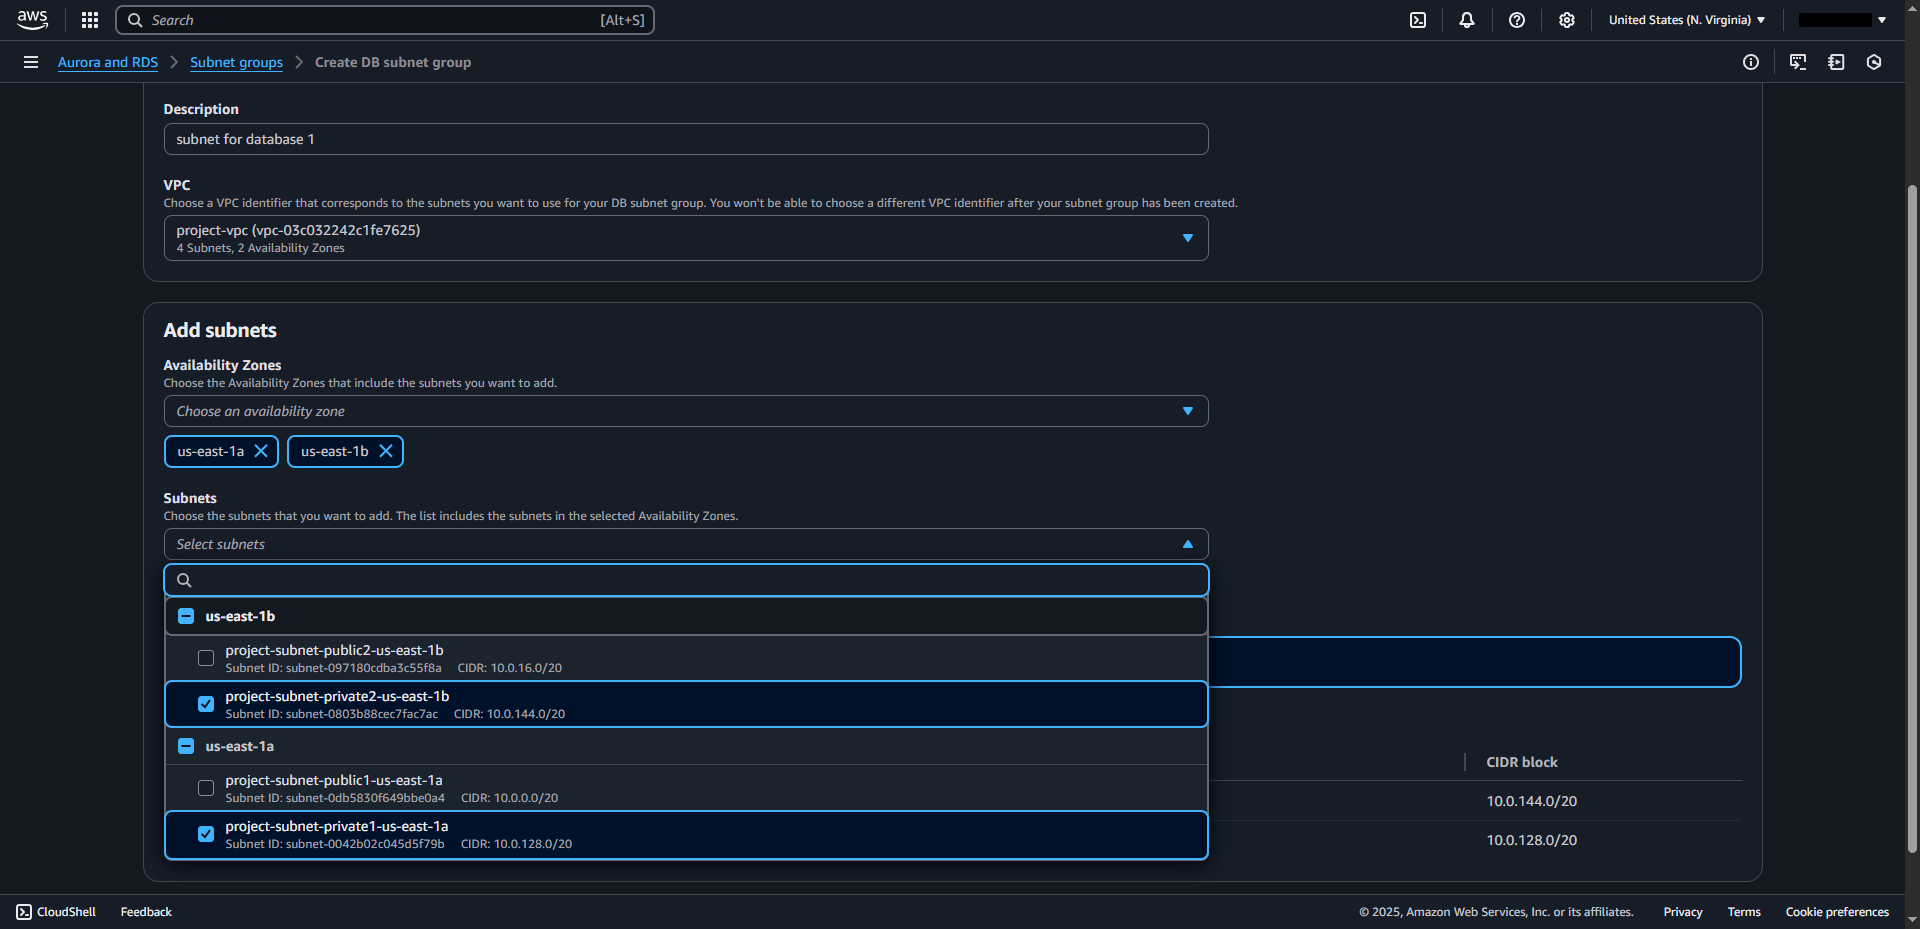 aws
Search
[Alt+S]
United States (N. Virginia)
Aurora and RDS
Subnet groups
Create DB subnet group
Description
subnet for database 1
VPC
Choose a VPC identifier that corresponds to the subnets you want to use for your DB subnet group. You won't be able to choose a different VPC identifier after your subnet group has been created.
project-vpc (vpc-03c032242c1fe7625)
4 Subnets, 2 Availability Zones
Add subnets
Availability Zones
Choose the Availability Zones that include the subnets you want to add.
Choose an availability zone
us-east-1a
us-east-1b
Subnets
Choose the subnets that you want to add. The list includes the subnets in the selected Availability Zones.
Select subnets
us-east-1b
project-subnet-public2-us-east-1b
Subnet ID: subnet-097180cdba3c55f8a CIDR: 10.0.16.0/20
project-subnet-private2-us-east-1b
Subnet ID: subnet-0803b88cec7fac7ac CIDR: 10.0.144.0/20
us-east-1a
project-subnet-public1-us-east-1a
Subnet ID: subnet-0db5830f649bbe0a4 CIDR: 10.0.0.0/20
project-subnet-private1-us-east-1a
Subnet ID: subnet-0042b02c045d5f79b CIDR: 10.0.128.0/20
CIDR block
10.0.144.0/20
10.0.128.0/20
CloudShell
Feedback
© 2025, Amazon Web Services, Inc. or its affiliates.
Privacy
Terms
Cookie preferences